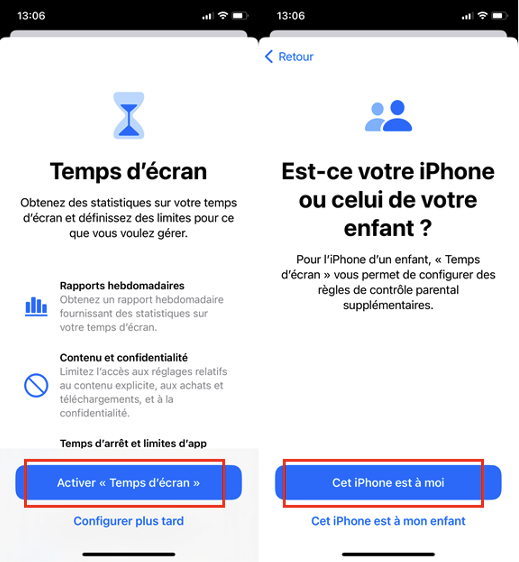 13:06
Temps d'écran
Obtenez des statistiques sur votre temps
d'écran et définissez des limites pour ce
que vous voulez gérer.
Rapports hebdomadaires
Obtenez un rapport hebdomadaire
fournissant des statistiques sur
votre temps d'écran.
Contenu et confidentialité
Limitez l'accès aux réglages relatifs
au contenu explicite, aux achats et
téléchargements, et à la
confidentialité.
Temps d'arrêt et limites d'app
Activer « Temps d'écran »
Configurer plus tard
13:06
Retour
Est-ce votre iPhone
ou celui de votre
enfant ?
Pour l'iPhone d'un enfant, « Temps
d'écran » vous permet de configurer des
règles de contrôle parental
supplémentaires.
Cet iPhone est à moi
Cet iPhone est à mon enfant